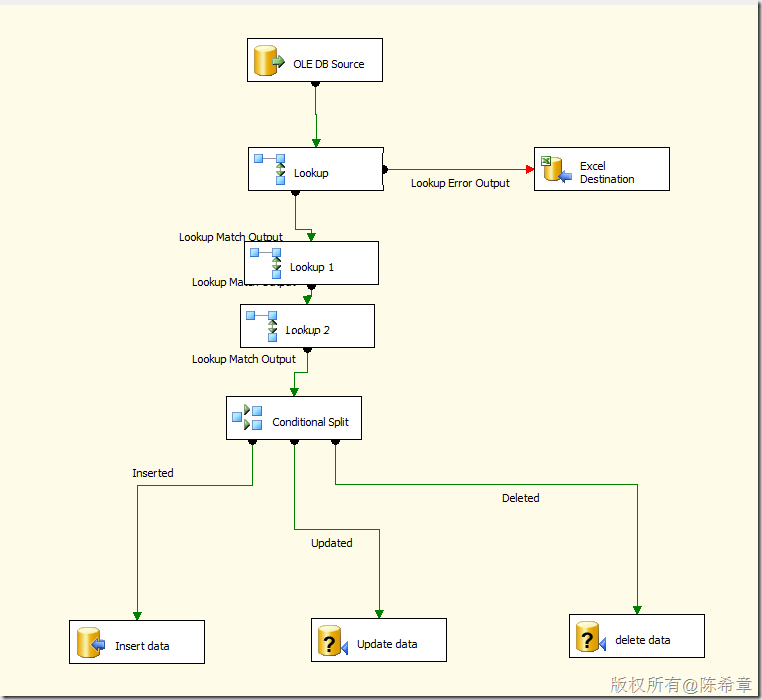 OLE DB Source
Lookup
Lookup Error Output
Excel
Destination
Lookup Match Output
Lookup 1
Lookup Match Output
Lookup 2
Lookup Match Output
Conditional Split
Inserted
Deleted
Updated
Insert data
Update data
delete data
版权所有@陈希章